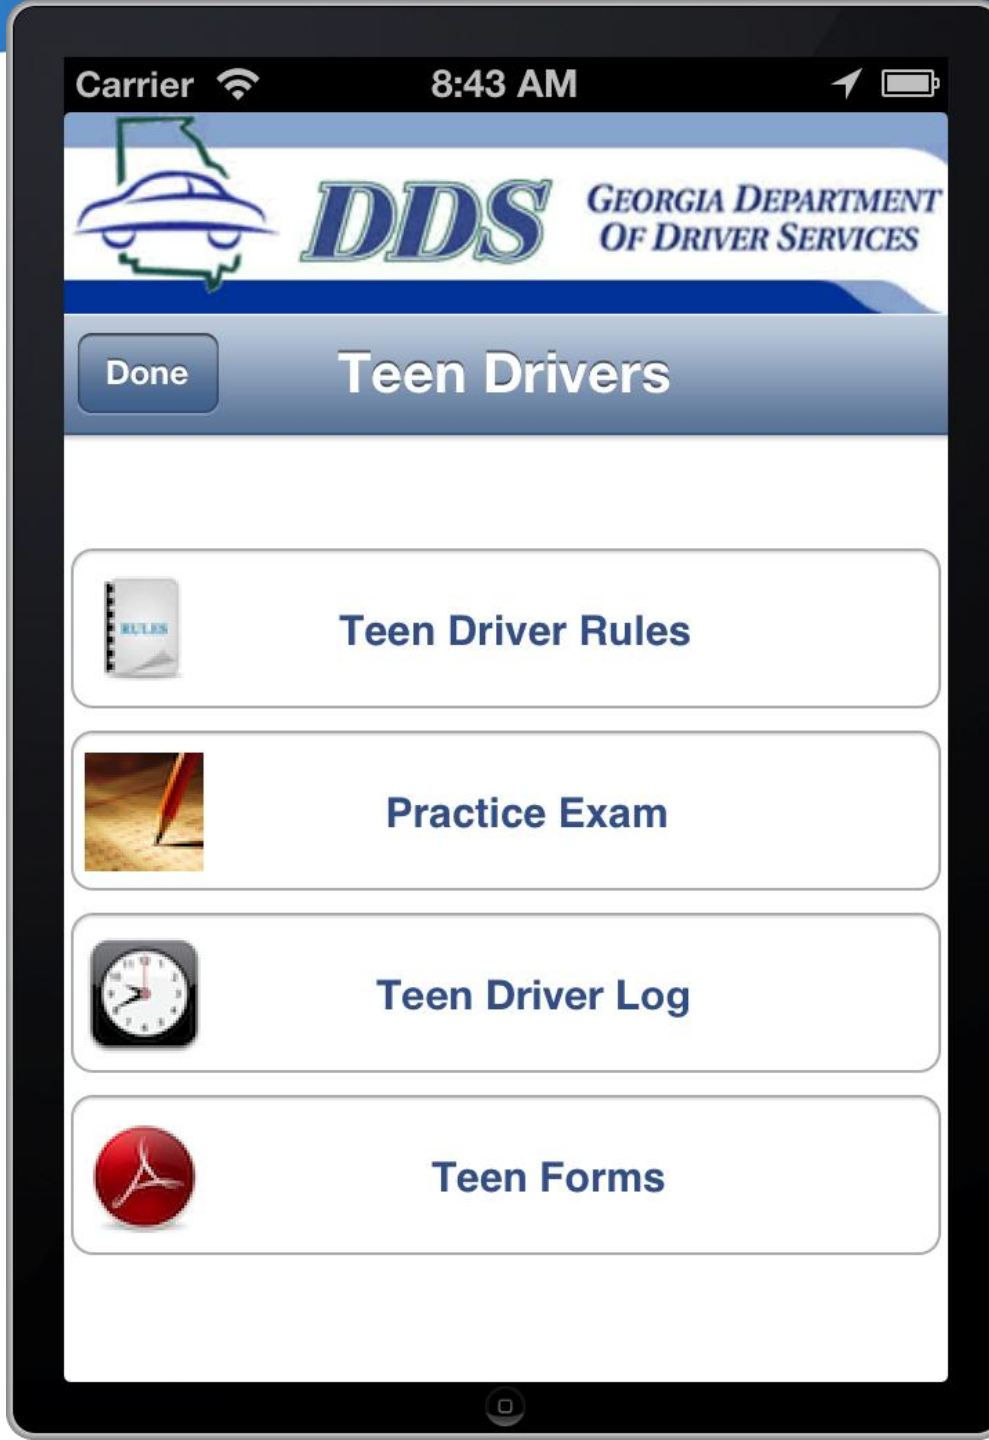 Carrier 8:43 AM
DDS GEORGIA DEPARTMENT
OF DRIVER SERVICES
Done Teen Drivers
RULES
Teen Driver Rules
Practice Exam
Teen Driver Log
Teen Forms